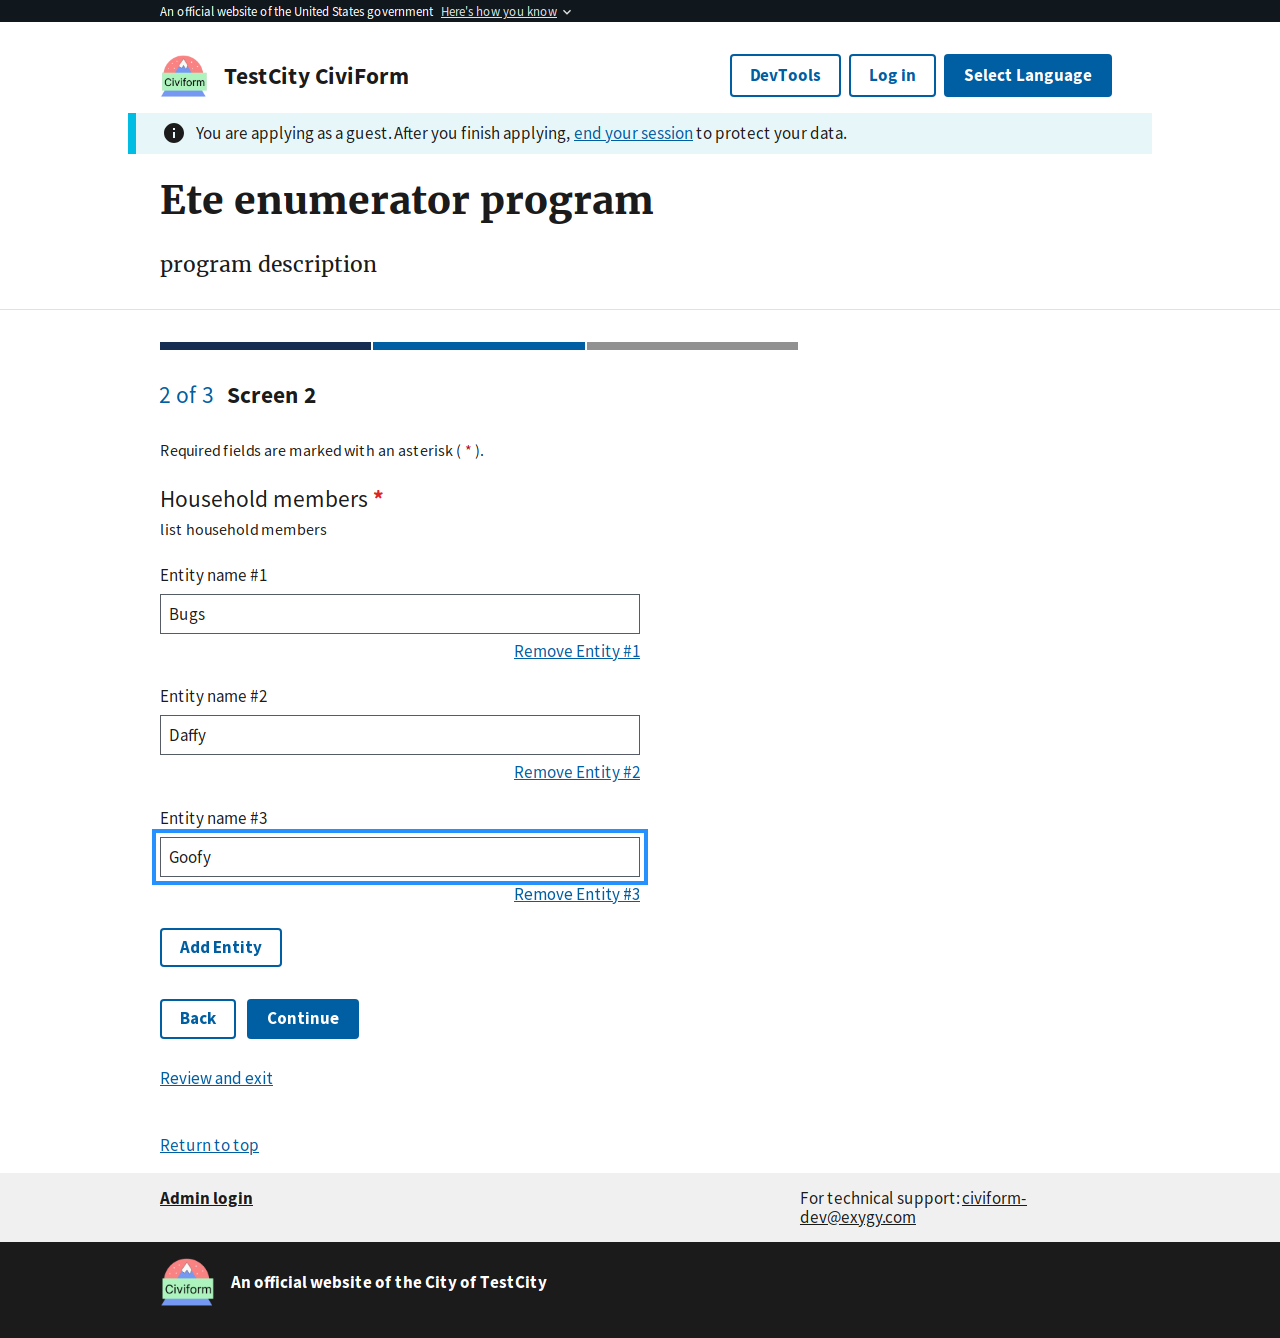 An official website of the United States government Here's how you know
Civiform
TestCity CiviForm
DevTools
Log in
Select Language
You are applying as a guest. After you finish applying, end your session to protect your data.
Ete enumerator program
program description
2 of 3 Screen 2
Required fields are marked with an asterisk ( * ).
Household members *
list household members
Entity name #1
Bugs
Remove Entity #1
Entity name #2
Daffy
Remove Entity #2
Entity name #3
Goofy
Remove Entity #3
Add Entity
Back
Continue
Review and exit
Return to top
Admin login
For technical support: civiform-
dev@exygy.com
Civiform
An official website of the City of TestCity